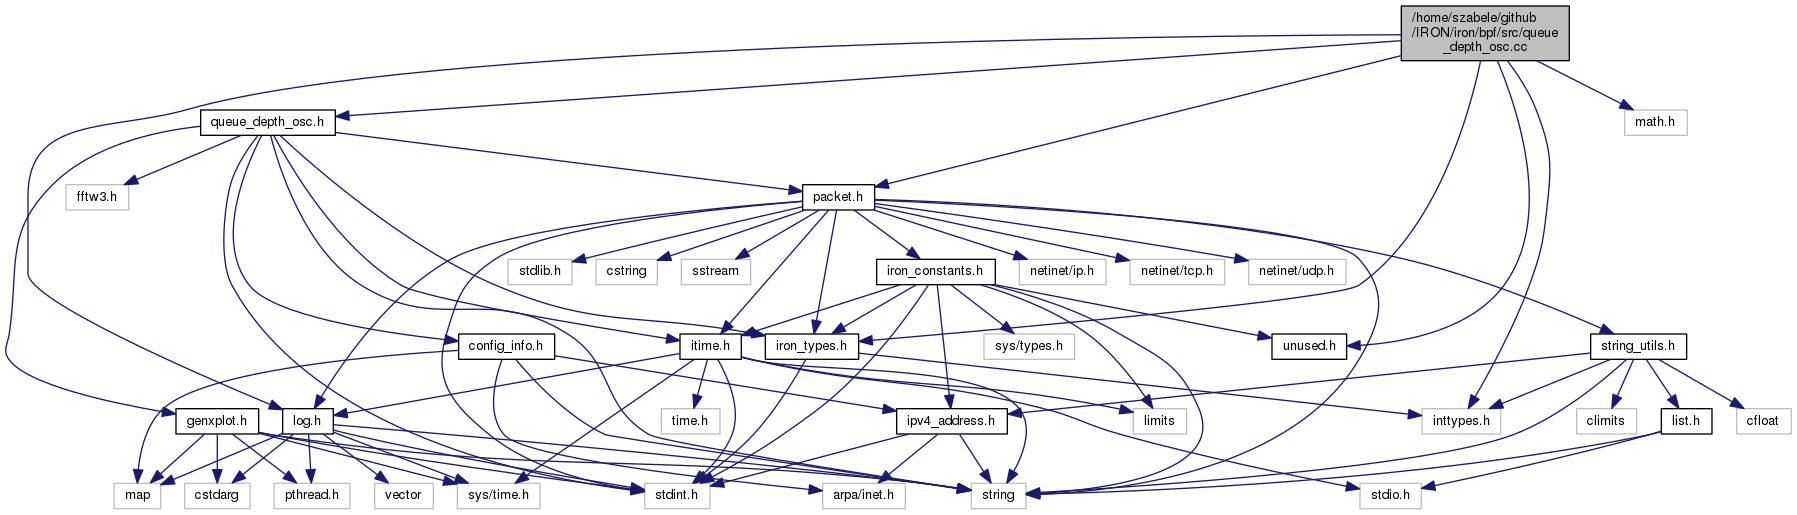 /home/szabele/github
/IRON/iron/bpf/src/queue
_depth_osc.cc
queue_depth_osc.h
math.h
fftw3.h
packet.h
stdlib.h
cstring
sstream
iron_constants.h
netinet/ip.h
netinet/tcp.h
netinet/udp.h
config_info.h
itime.h
iron_types.h
sys/types.h
unused.h
string_utils.h
genxplot.h
log.h
time.h
ipv4_address.h
limits
inttypes.h
climits
list.h
cfloat
map
cstdarg
pthread.h
vector
sys/time.h
stdint.h
arpa/inet.h
string
stdio.h